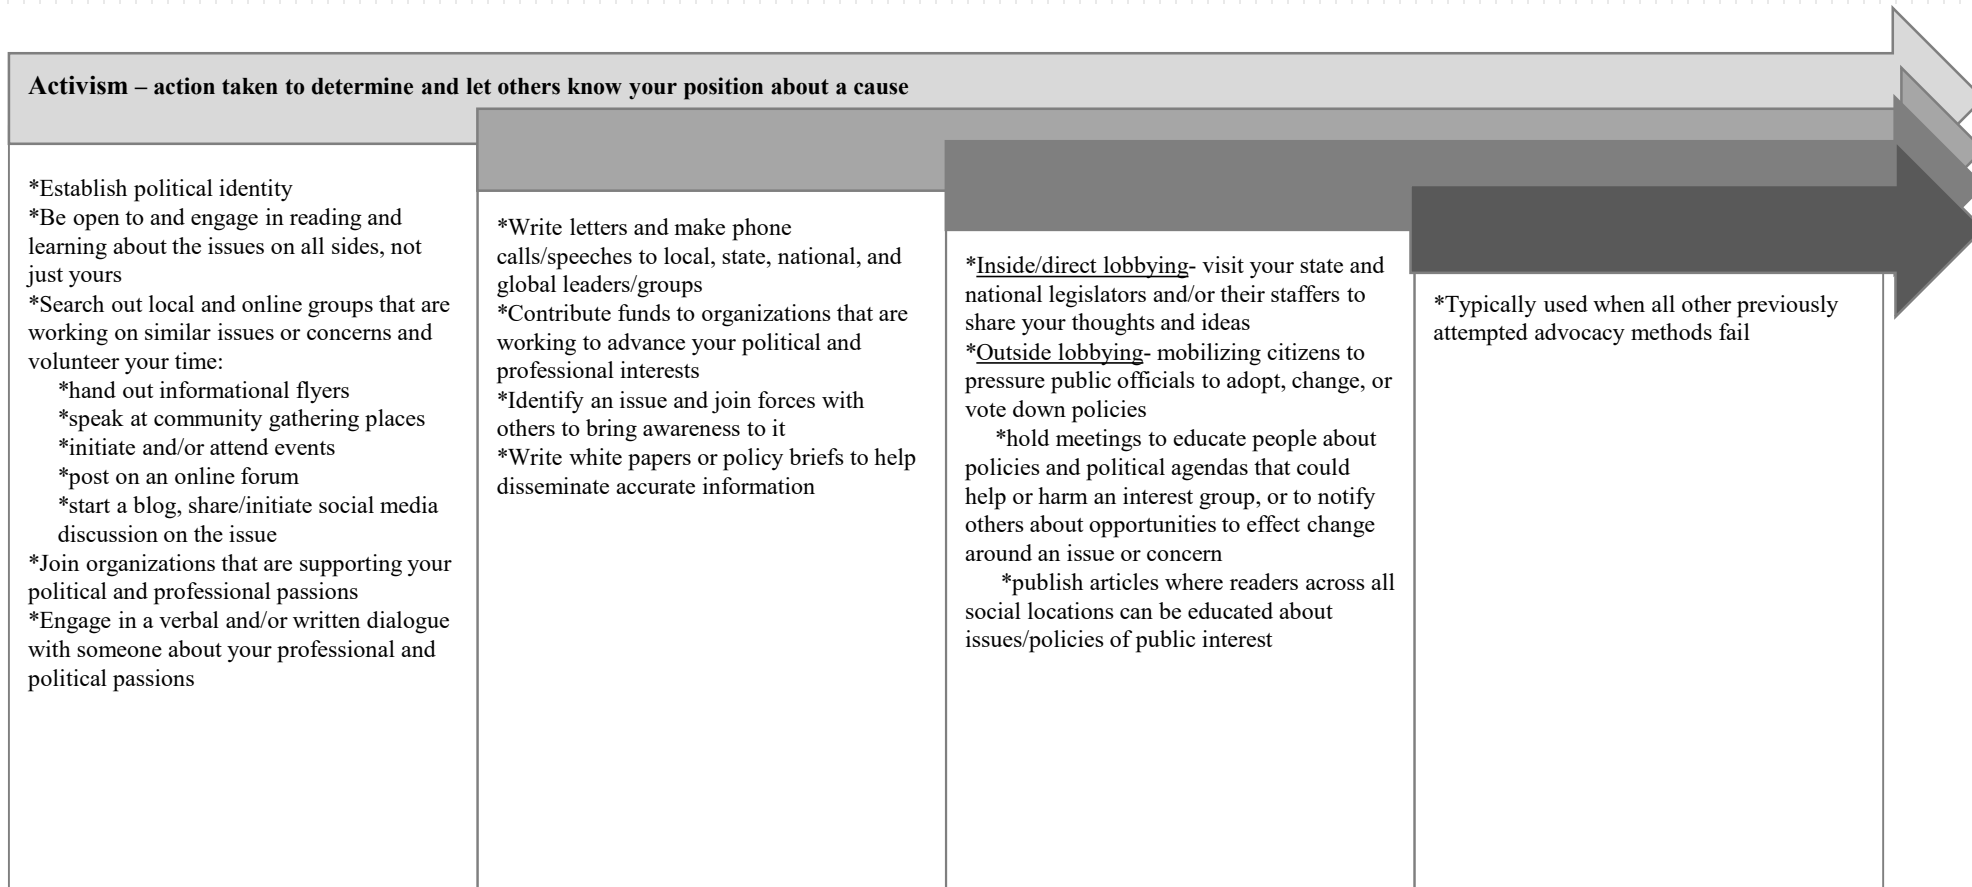 Activism – action taken to determine and let others know your position about a cause
*Establish political identity
*Be open to and engage in reading and
learning about the issues on all sides, not
just yours
*Search out local and online groups that are
working on similar issues or concerns and
volunteer your time:
*hand out informational flyers
*speak at community gathering places
*initiate and/or attend events
*post on an online forum
*start a blog, share/initiate social media
discussion on the issue
*Join organizations that are supporting your
political and professional passions
*Engage in a verbal and/or written dialogue
with someone about your professional and
political passions
*Write letters and make phone
calls/speeches to local, state, national, and
global leaders/groups
*Contribute funds to organizations that are
working to advance your political and
professional interests
*Identify an issue and join forces with
others to bring awareness to it
*Write white papers or policy briefs to help
disseminate accurate information
*Inside/direct lobbying- visit your state and
national legislators and/or their staffers to
share your thoughts and ideas
*Outside lobbying- mobilizing citizens to
pressure public officials to adopt, change, or
vote down policies
*hold meetings to educate people about
policies and political agendas that could
help or harm an interest group, or to notify
others about opportunities to effect change
around an issue or concern
*publish articles where readers across all
social locations can be educated about
issues/policies of public interest
*Typically used when all other previously
attempted advocacy methods fail